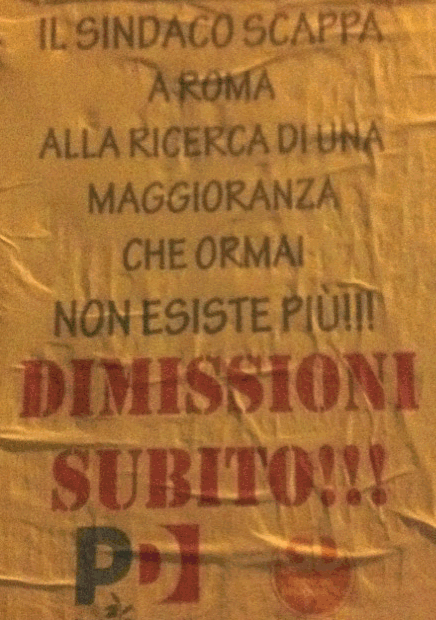 IL SINDACO SCAPPA
A ROMA
ALLA RICERCA DI UNA
MAGGIORANZA
CHE ORMAI
NON ESISTE PIÙ!!!
DIMISSIONI
SUBITO!!!
PD